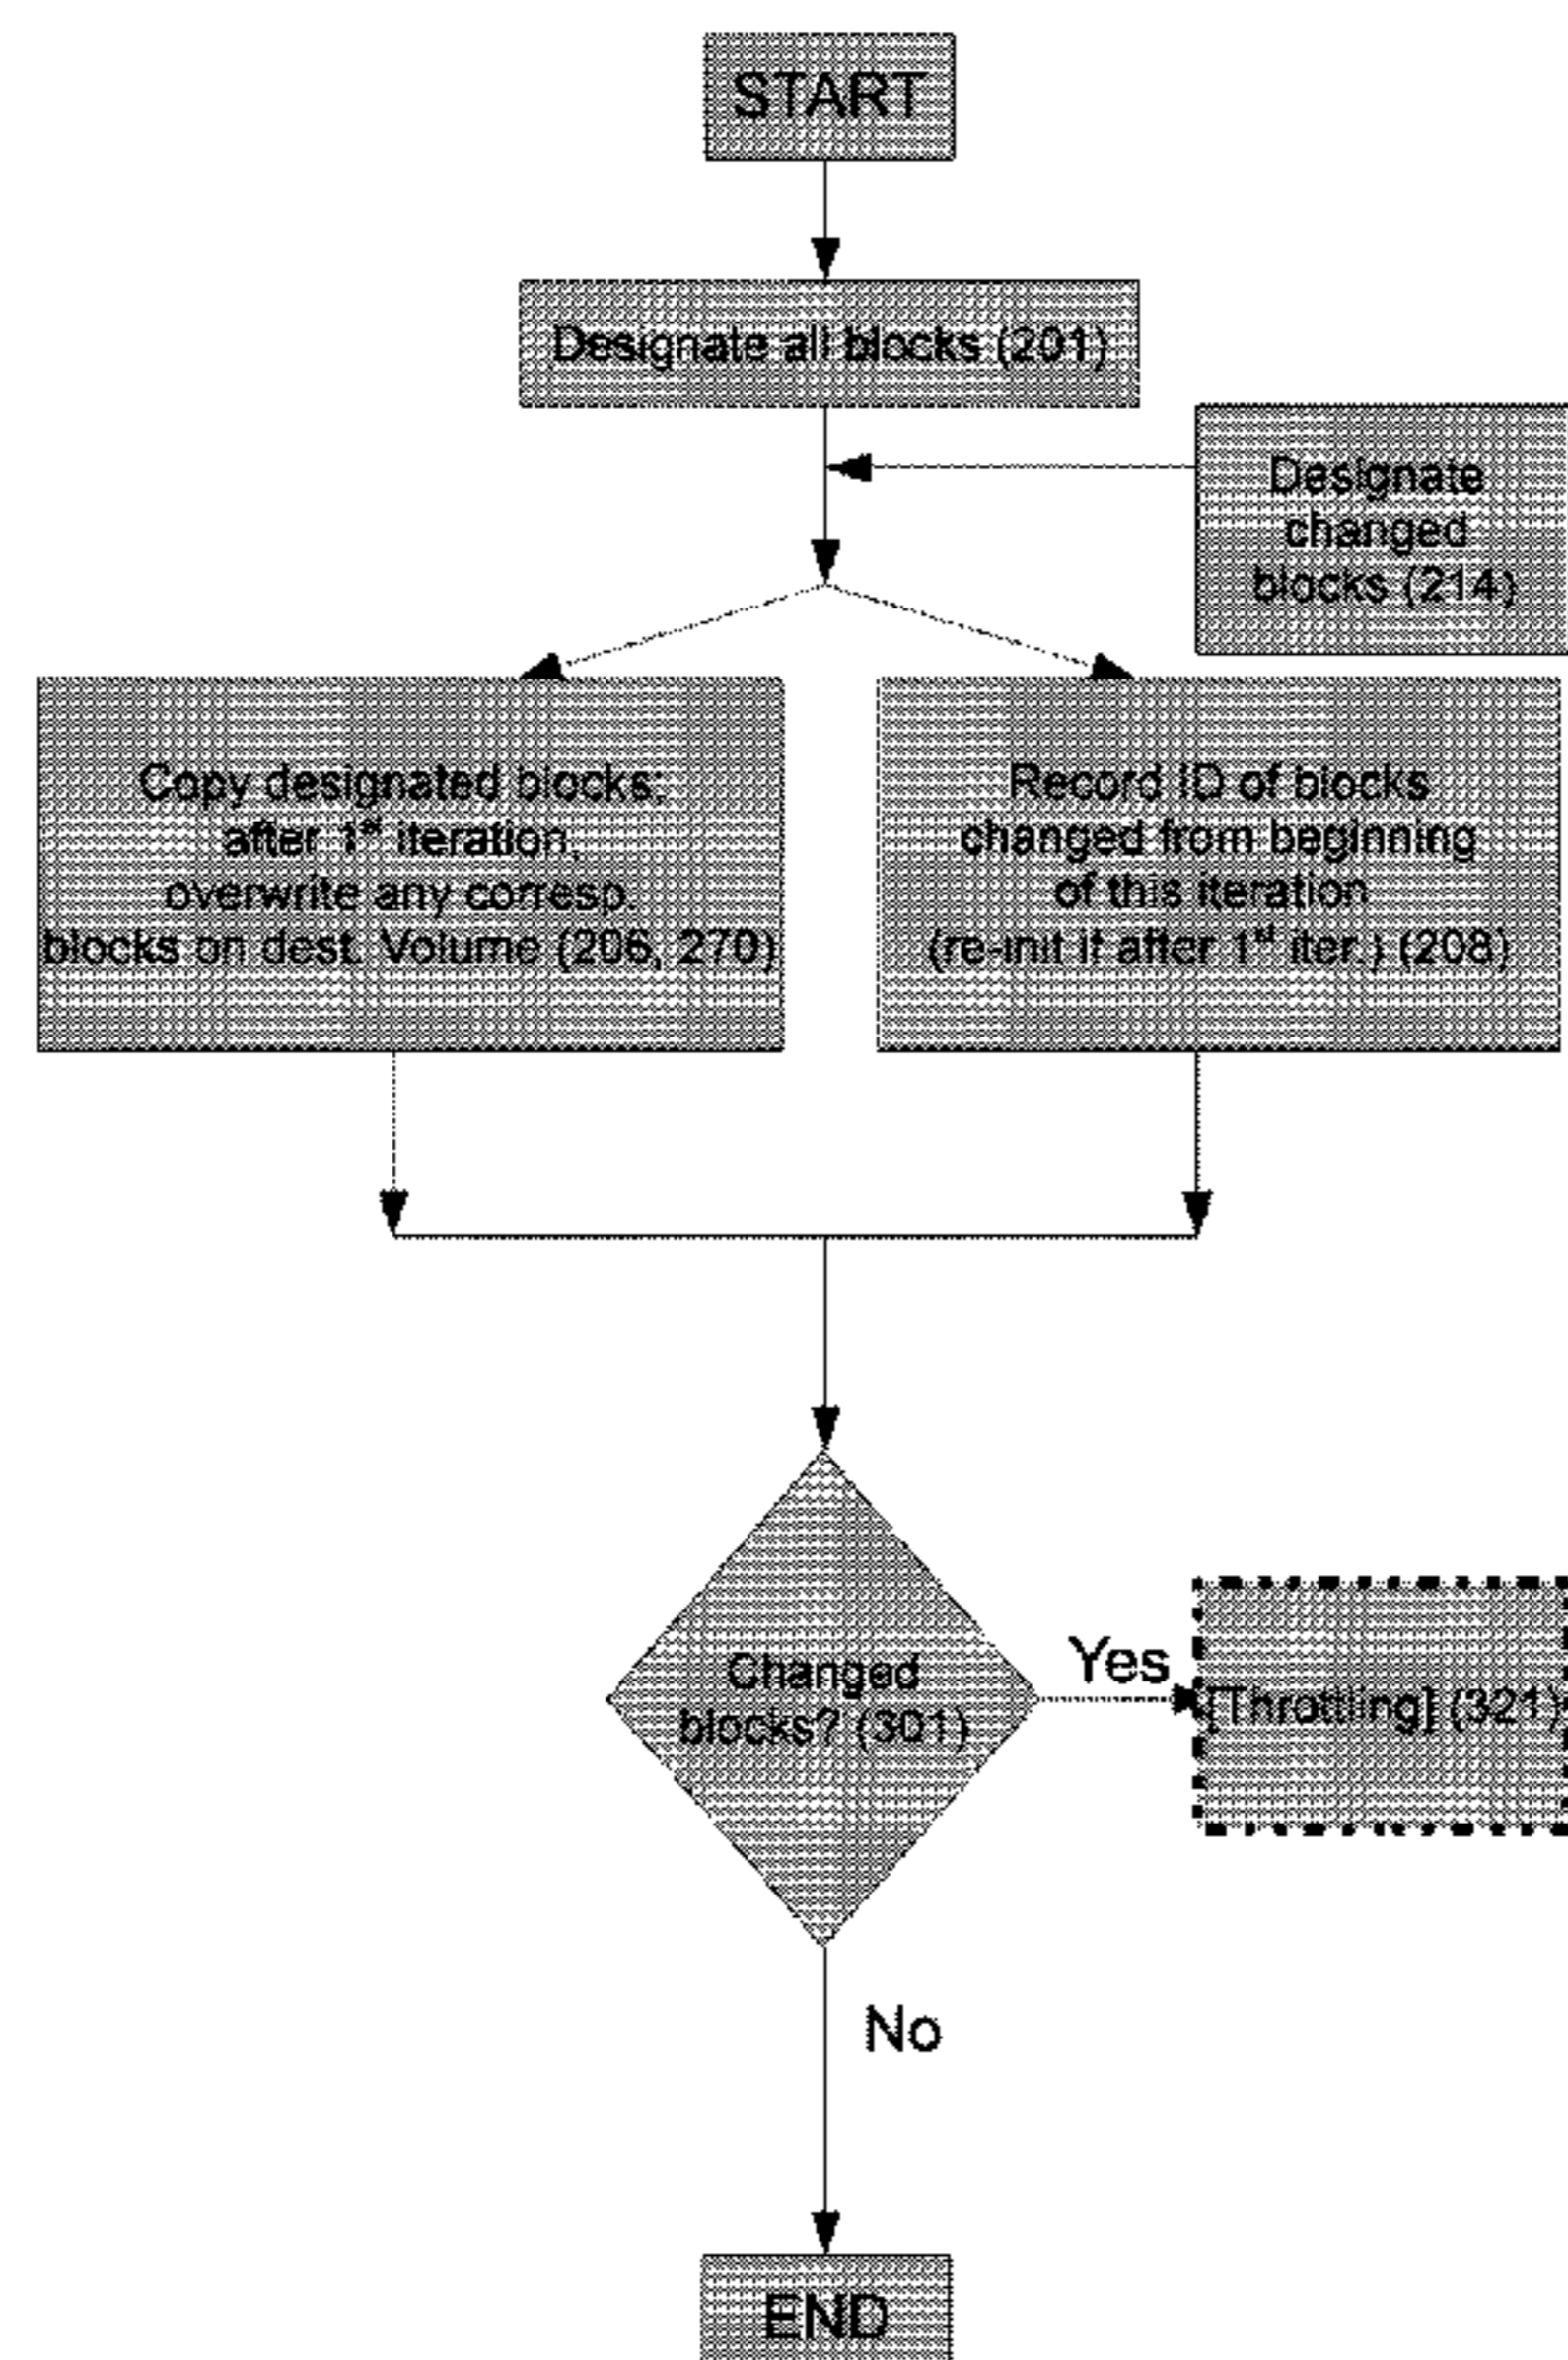 START
Designate all blocks (201)
Designate
changed
blocks (214)
Copy designated blocks;
after 1st iteration,
overwrite any corresp.
blocks on dest. Volume (206, 270)
Record ID of blocks
changed from beginning
of this iteration
(re-init if after 1st iter.) (208)
Changed
blocks? (301)
Yes
[Throttling] (321)
No
END